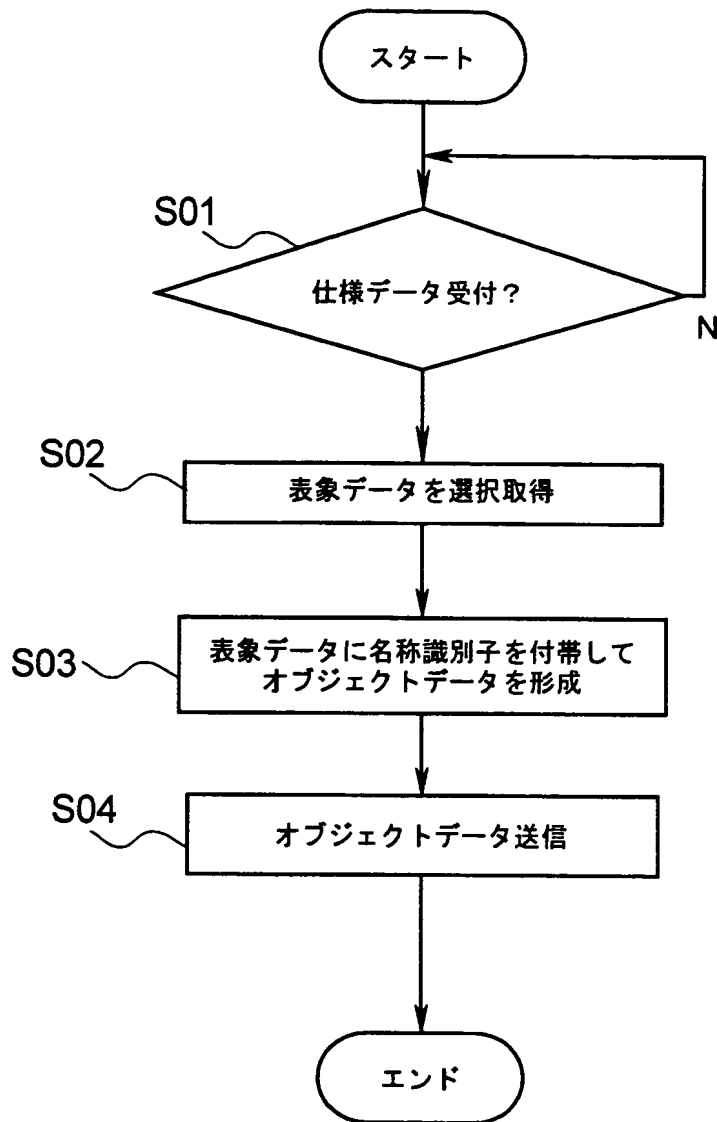 スタート
S01
仕様データ受付？
N
S02
表象データを選択取得
S03
表象データに名称識別子を付帯して
オブジェクトデータを形成
S04
オブジェクトデータ送信
エンド